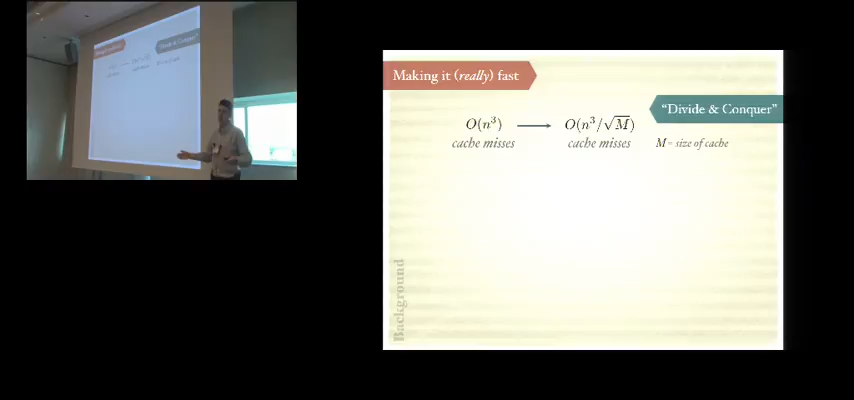 Making it (really) fast
"Divide & Conquer"
O(n³) ⟶ O(n³/√M)
cache misses cache misses M = size of cache
Background